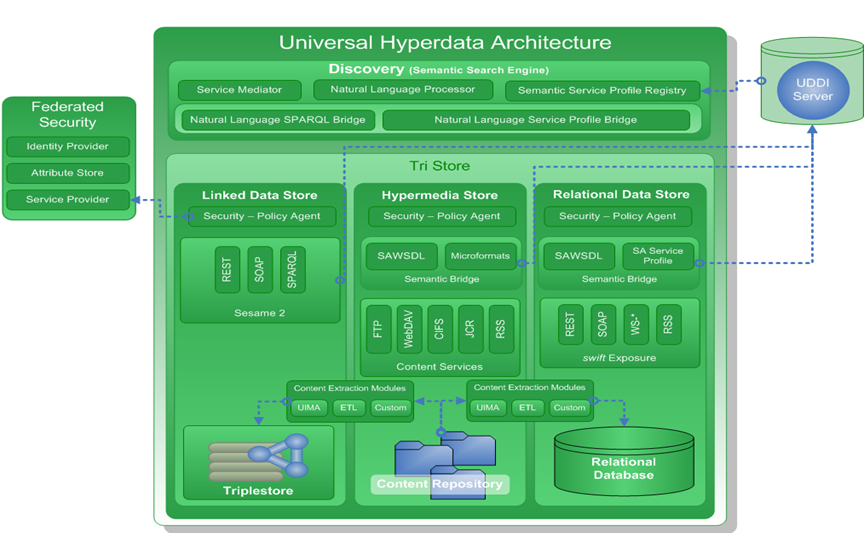 Universal Hyperdata Architecture
Discovery (Semantic Search Engine)
Service Mediator
Natural Language Processor
Semantic Service Profile Registry
Natural Language SPARQL Bridge
Natural Language Service Profile Bridge
UDDI
Server
Federated
Security
Identity Provider
Attribute Store
Service Provider
Tri Store
Linked Data Store
Security – Policy Agent
REST
SOAP
SPARQL
Sesame 2
Hypermedia Store
Security – Policy Agent
SAWSDL
Microformats
Semantic Bridge
FTP
WebDAV
CIFS
JCR
RSS
Content Services
Relational Data Store
Security – Policy Agent
SAWSDL
SA Service
Profile
Semantic Bridge
REST
SOAP
WS-*
RSS
swift Exposure
Content Extraction Modules
UIMA
ETL
Custom
Content Extraction Modules
UIMA
ETL
Custom
Triplestore
Content Repository
Relational
Database